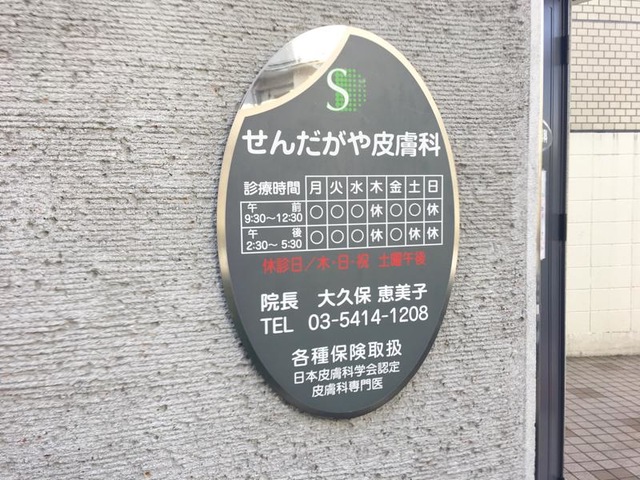 S
せんだがや皮膚科
診療時間 月 火 水 木 金 土 日
午前 9:30～12:30 ○ ○ ○ 休 ○ ○ 休
午後 2:30～5:30 ○ ○ ○ 休 ○ 休 休
休診日／木・日・祝 土曜午後
院長 大久保 恵美子
TEL 03-5414-1208
各種保険取扱
日本皮膚科学会認定
皮膚科専門医